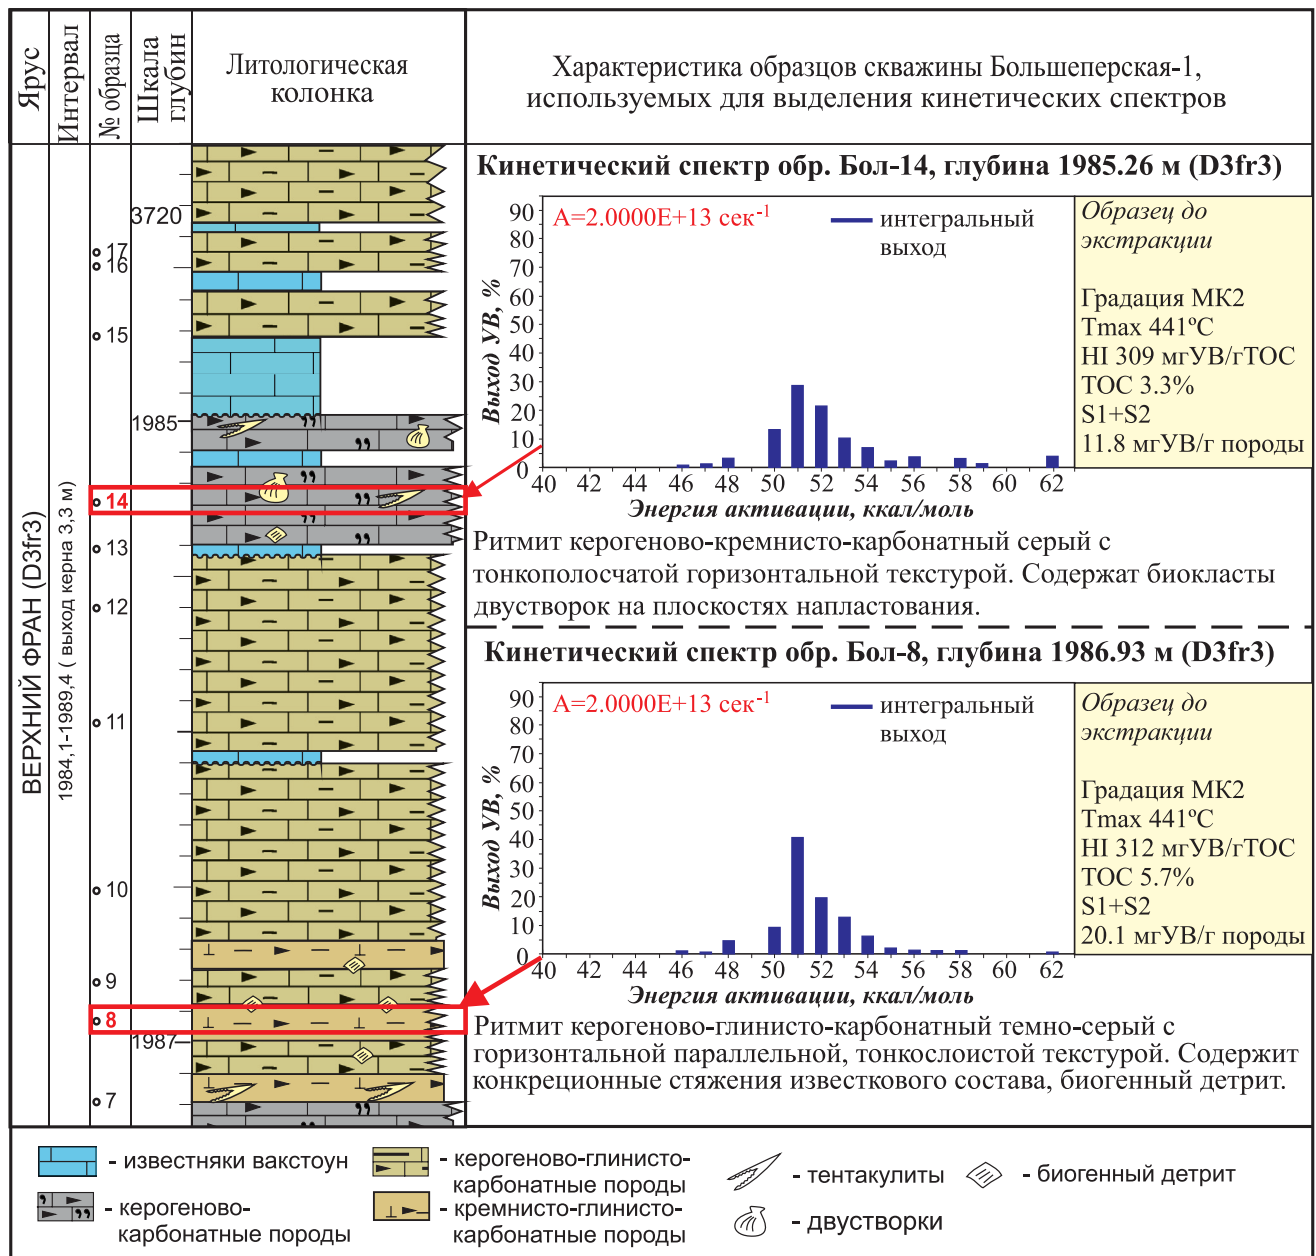 Ярус
Интервал
№ образца
Шкала
глубин
Литологическая
колонка
Характеристика образцов скважины Большеперская-1,
используемых для выделения кинетических спектров
ВЕРХНИЙ ФРАН (D3fr3)
1984,1-1989,4 ( выход керна 3,3 м)
3720
17
16
15
1985
14
13
12
11
10
9
8
1987
7
Кинетический спектр обр. Бол-14, глубина 1985.26 м (D3fr3)
A=2.0000E+13 сек-1
интегральный
выход
Выход УВ, %
90
80
70
60
50
40
30
20
10
0
40 42 44 46 48 50 52 54 56 58 60 62
Энергия активации, ккал/моль
Образец до
экстракции
Градация МК2
Tmax 441ºC
HI 309 мгУВ/гТОС
ТОС 3.3%
S1+S2
11.8 мгУВ/г породы
Ритмит керогеново-кремнисто-карбонатный серый с
тонкополосчатой горизонтальной текстурой. Содержат биокласты
двустворок на плоскостях напластования.
Кинетический спектр обр. Бол-8, глубина 1986.93 м (D3fr3)
A=2.0000E+13 сек-1
интегральный
выход
Выход УВ, %
90
80
70
60
50
40
30
20
10
0
40 42 44 46 48 50 52 54 56 58 60 62
Энергия активации, ккал/моль
Образец до
экстракции
Градация МК2
Tmax 441ºC
HI 312 мгУВ/гТОС
ТОС 5.7%
S1+S2
20.1 мгУВ/г породы
Ритмит керогеново-глинисто-карбонатный темно-серый с
горизонтальной параллельной, тонкослоистой текстурой. Содержит
конкреционные стяжения известкового состава, биогенный детрит.
- известняки вакстоун
- керогеново-
карбонатные породы
- керогеново-глинисто-
карбонатные породы
- кремнисто-глинисто-
карбонатные породы
- тентакулиты
- биогенный детрит
- двустворки